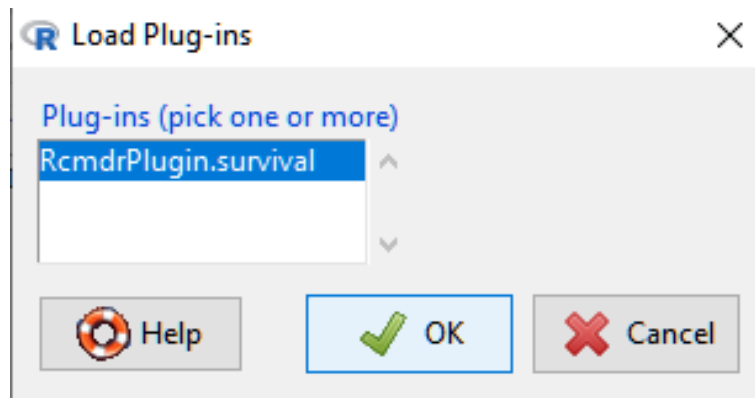 Load Plug-ins
Plug-ins (pick one or more)
RcmdrPlugin.survival
Help
OK
Cancel